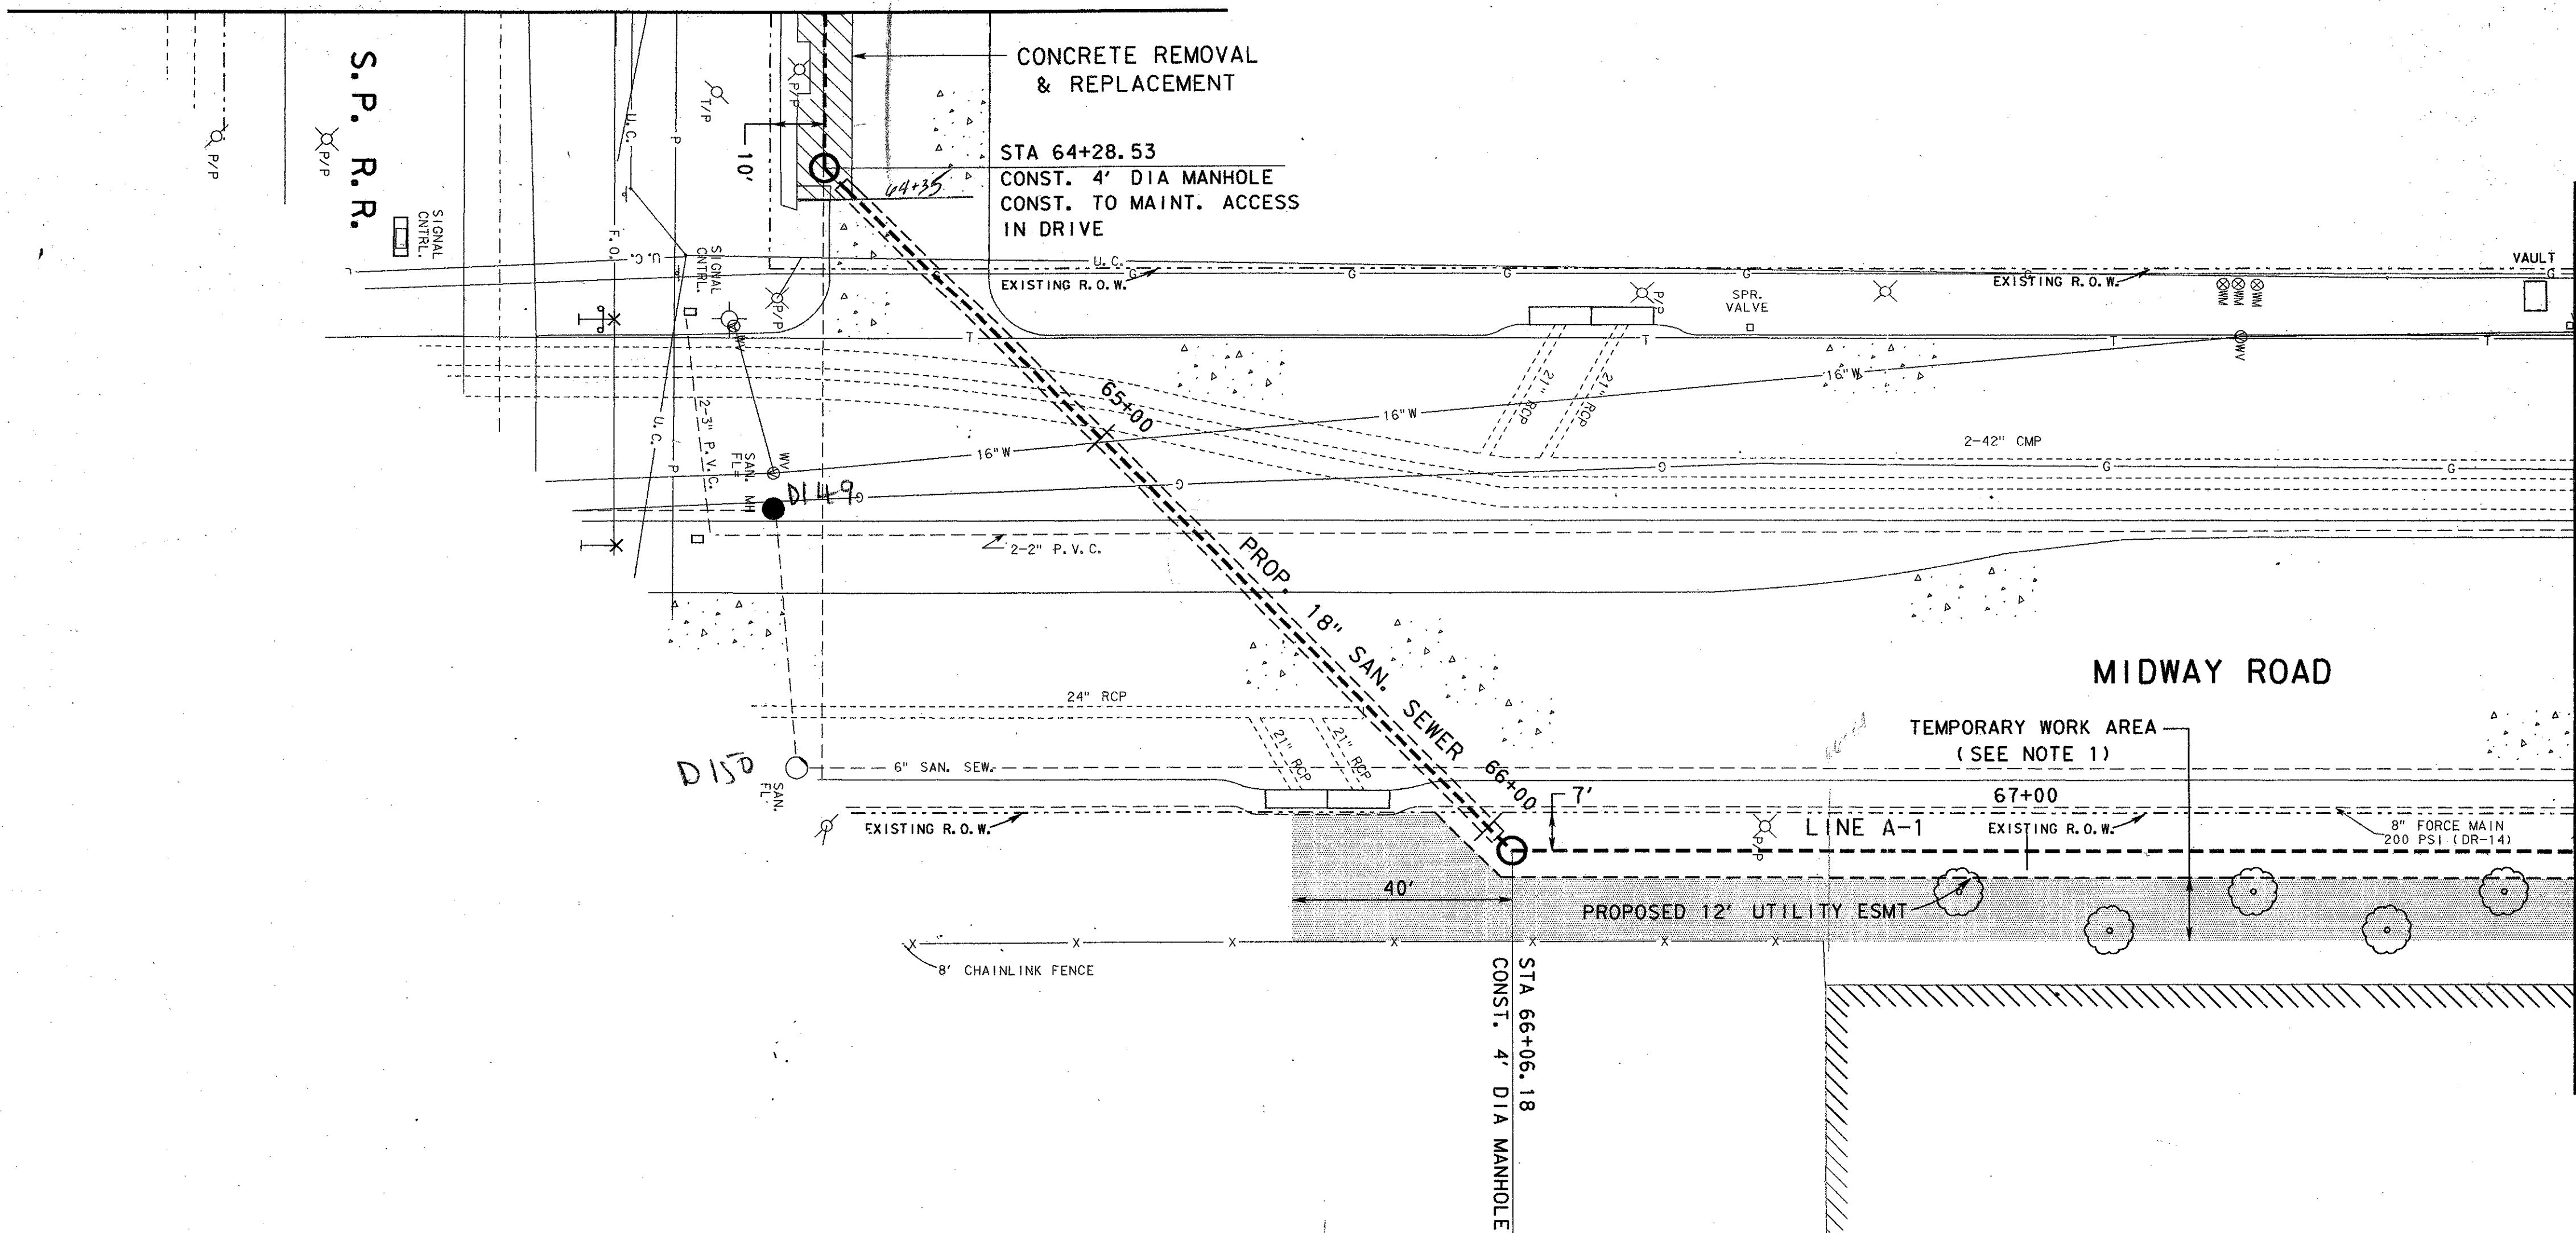 CONCRETE REMOVAL
& REPLACEMENT
S.P. R.R.
P/P
P/P
T/P
P/P
U.C.
P
10'
STA 64+28.53
CONST. 4' DIA MANHOLE
CONST. TO MAINT. ACCESS
IN DRIVE
64+35
SIGNAL
CNTRL.
F.O.
U.C.
SIGNAL
CNTRL.
U.C.
G
G
G
G
G
G
EXISTING R.O.W.
EXISTING R.O.W.
VAULT
P/P
P/P
SPR.
VALVE
WM
WM
WM
WV
WV
T
T
T
T
16"W
16"W
16"W
65+00
21" RCP
21" RCP
2-42" CMP
2-3" P.V.C.
U.C.
P
WV
SAN. MH
FL=
D149
G
G
G
G
G
2-2" P.V.C.
PROP. 18" SAN. SEWER
MIDWAY ROAD
24" RCP
21" RCP
21" RCP
TEMPORARY WORK AREA
(SEE NOTE 1)
D150
6" SAN. SEW.
SAN.
FL.
66+00
7'
67+00
EXISTING R.O.W.
P/P
LINE A-1
EXISTING R.O.W.
8" FORCE MAIN
200 PSI (DR-14)
40'
PROPOSED 12' UTILITY ESMT
X
X
X
X
X
X
X
8' CHAINLINK FENCE
STA 66+06.18
CONST. 4' DIA MANHOLE